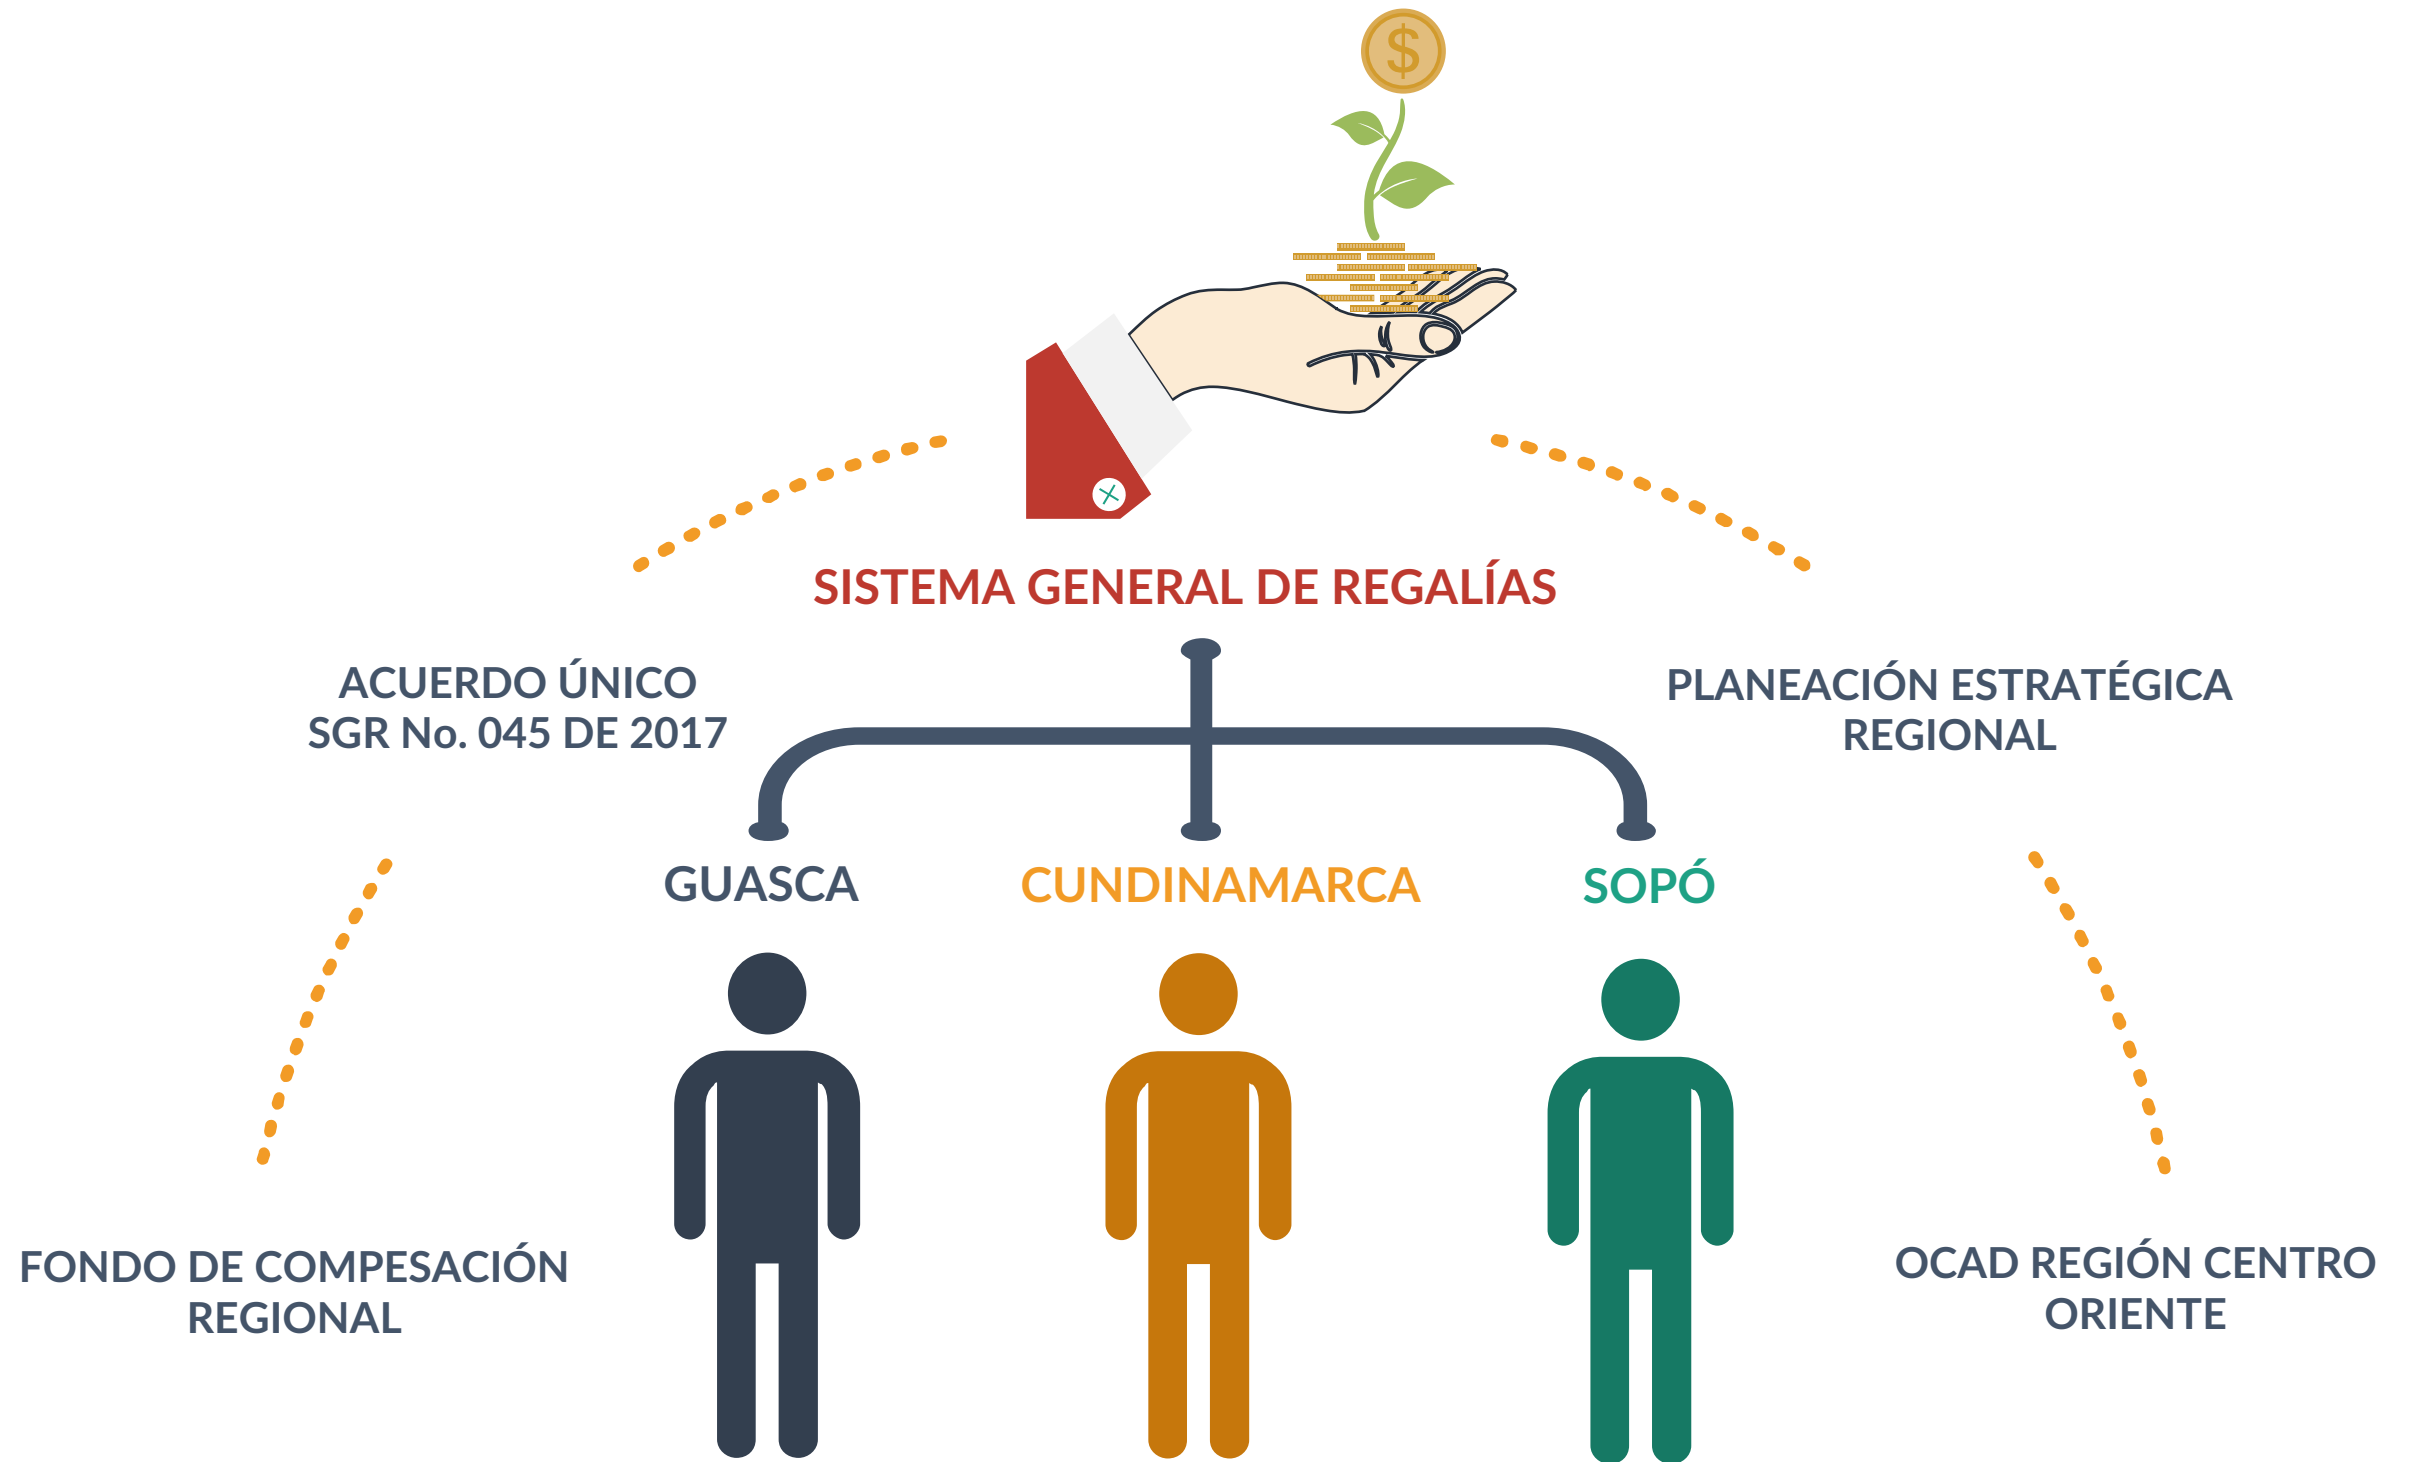 $
SISTEMA GENERAL DE REGALÍAS
ACUERDO ÚNICO
SGR No. 045 DE 2017
PLANEACIÓN ESTRATÉGICA
REGIONAL
GUASCA
CUNDINAMARCA
SOPÓ
FONDO DE COMPESACIÓN
REGIONAL
OCAD REGIÓN CENTRO
ORIENTE